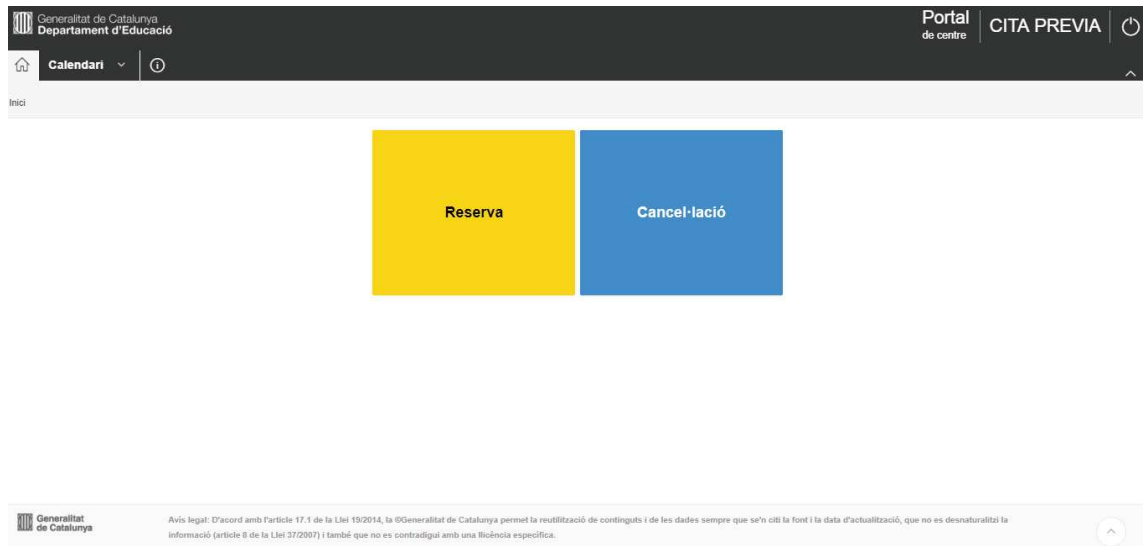 Generalitat de Catalunya
Departament d'Educació
Portal
de centre
CITA PREVIA
Calendari
Inici
Reserva
Cancel·lació
Generalitat
de Catalunya
Avís legal: D'acord amb l'article 17.1 de la Llei 19/2014, la ©Generalitat de Catalunya permet la reutilització de continguts i de les dades sempre que se'n citi la font i la data d'actualització, que no es desnaturalitzi la
informació (article 8 de la Llei 37/2007) i també que no es contradigui amb una llicència específica.